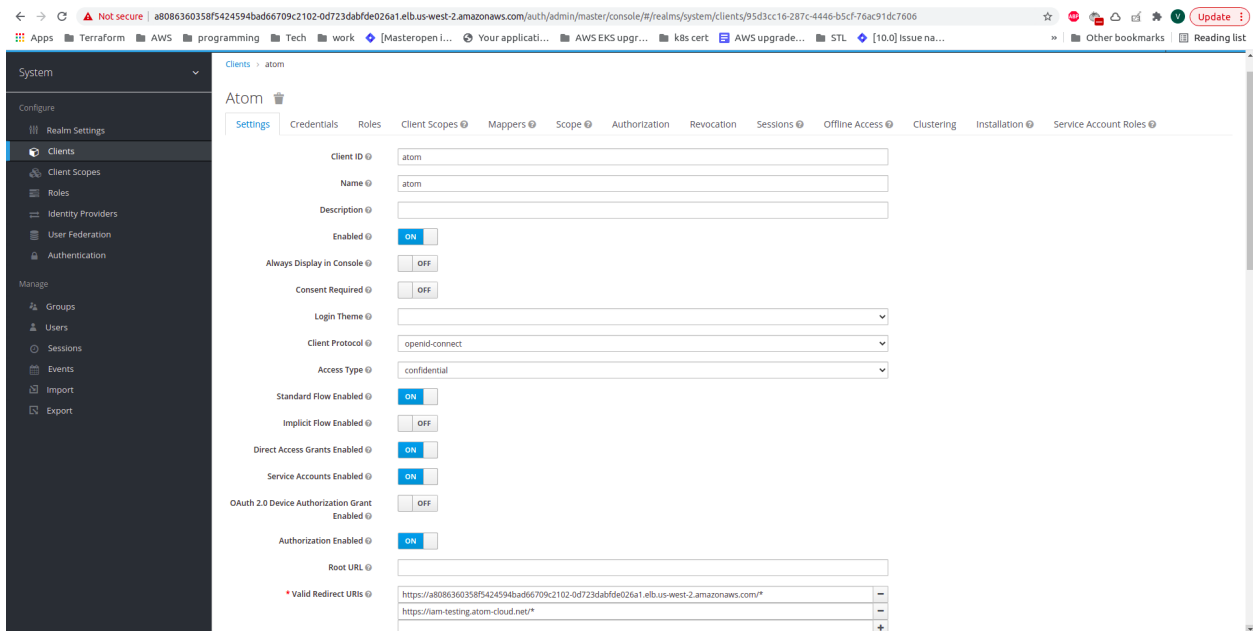 Not secure | a8086360358f5424594bad66709c2102-0d723dabfde026a1.elb.us-west-2.amazonaws.com/auth/admin/master/console/#/realms/system/clients/95d3cc16-287c-4446-b5cf-76ac91dc7606 ABP V Update
Apps Terraform AWS programming Tech work [Masteropen i... Your applicati... AWS EKS upgr... k8s cert AWS upgrade... STL [10.0] Issue na... » Other bookmarks Reading list
System
Configure
Realm Settings
Clients
Client Scopes
Roles
Identity Providers
User Federation
Authentication
Manage
Groups
Users
Sessions
Events
Import
Export
Clients > atom
Atom
Settings Credentials Roles Client Scopes Mappers Scope Authorization Revocation Sessions Offline Access Clustering Installation Service Account Roles
Client ID atom
Name atom
Description
Enabled ON
Always Display in Console OFF
Consent Required OFF
Login Theme
Client Protocol openid-connect
Access Type confidential
Standard Flow Enabled ON
Implicit Flow Enabled OFF
Direct Access Grants Enabled ON
Service Accounts Enabled ON
OAuth 2.0 Device Authorization Grant OFF
Enabled
Authorization Enabled ON
Root URL
* Valid Redirect URIs https://a8086360358f5424594bad66709c2102-0d723dabfde026a1.elb.us-west-2.amazonaws.com/*
https://iam-testing.atom-cloud.net/*